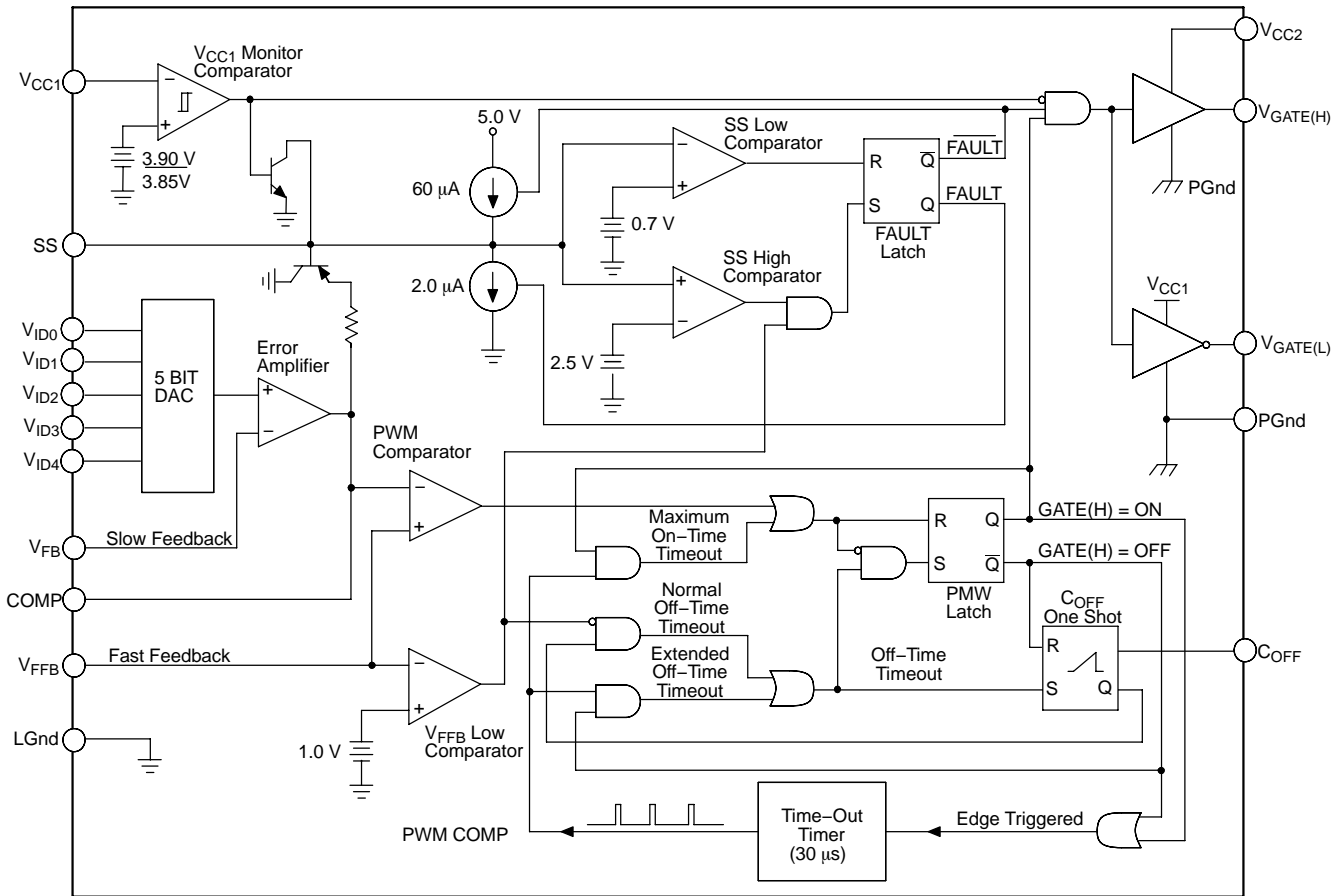 VCC1 Monitor
Comparator
VCC1
−
+
3.90 V
3.85V
5.0 V
60 μA
SS Low
Comparator
−
+
0.7 V
R
Q
S
Q
FAULT
FAULT
FAULT
Latch
VCC2
VGATE(H)
PGnd
SS
2.0 μA
SS High
Comparator
+
−
2.5 V
VCC1
VGATE(L)
PGnd
VID0
VID1
VID2
VID3
VID4
5 BIT
DAC
Error
Amplifier
+
−
PWM
Comparator
−
+
VFB
Slow Feedback
COMP
VFFB
Fast Feedback
LGnd
−
+
1.0 V
VFFB Low
Comparator
Maximum
On−Time
Timeout
Normal
Off−Time
Timeout
Extended
Off−Time
Timeout
Off−Time
Timeout
R
Q
S
Q
PMW
Latch
GATE(H) = ON
GATE(H) = OFF
COFF
One Shot
R
S
Q
COFF
PWM COMP
Time−Out
Timer
(30 μs)
Edge Triggered